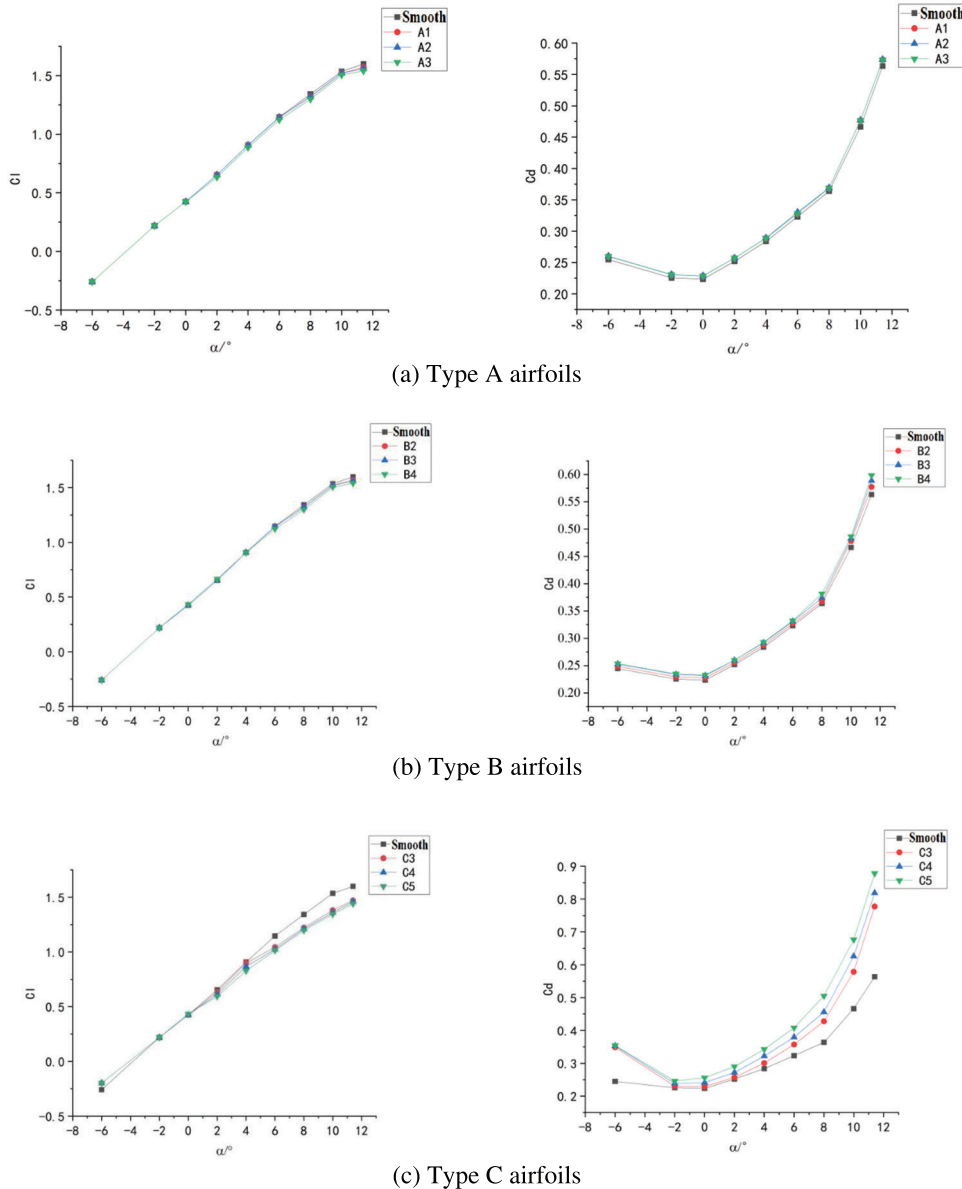 Smooth
A1
A2
A3
1.5
1.0
0.5
0.0
-0.5
Cl
-8 -6 -4 -2 0 2 4 6 8 10 12
α/°
Smooth
A1
A2
A3
0.60
0.55
0.50
0.45
0.40
0.35
0.30
0.25
0.20
Cd
-8 -6 -4 -2 0 2 4 6 8 10 12
α/°
(a) Type A airfoils
Smooth
B2
B3
B4
1.5
1.0
0.5
0.0
-0.5
Cl
-8 -6 -4 -2 0 2 4 6 8 10 12
α/°
Smooth
B2
B3
B4
0.60
0.55
0.50
0.45
0.40
0.35
0.30
0.25
0.20
Cd
-8 -6 -4 -2 0 2 4 6 8 10 12
α/°
(b) Type B airfoils
Smooth
C3
C4
C5
1.5
1.0
0.5
0.0
-0.5
Cl
-8 -6 -4 -2 0 2 4 6 8 10 12
α/°
Smooth
C3
C4
C5
0.9
0.8
0.7
0.6
0.5
0.4
0.3
0.2
Cd
-8 -6 -4 -2 0 2 4 6 8 10 12
α/°
(c) Type C airfoils